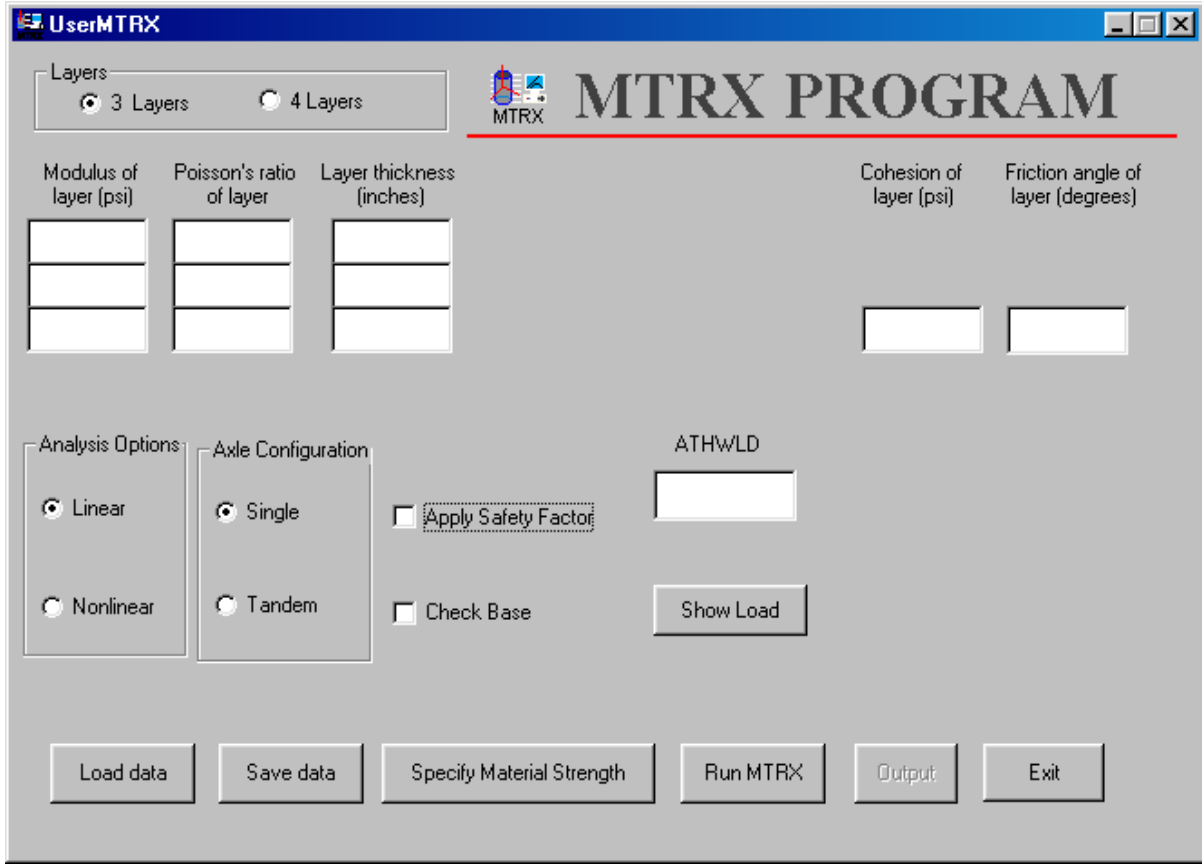 UserMTRX
Layers
3 Layers
4 Layers
MTRX
MTRX PROGRAM
Modulus of
layer (psi)
Poisson's ratio
of layer
Layer thickness
(inches)
Cohesion of
layer (psi)
Friction angle of
layer (degrees)
Analysis Options
Linear
Nonlinear
Axle Configuration
Single
Tandem
Apply Safety Factor
Check Base
ATHWLD
Show Load
Load data
Save data
Specify Material Strength
Run MTRX
Output
Exit